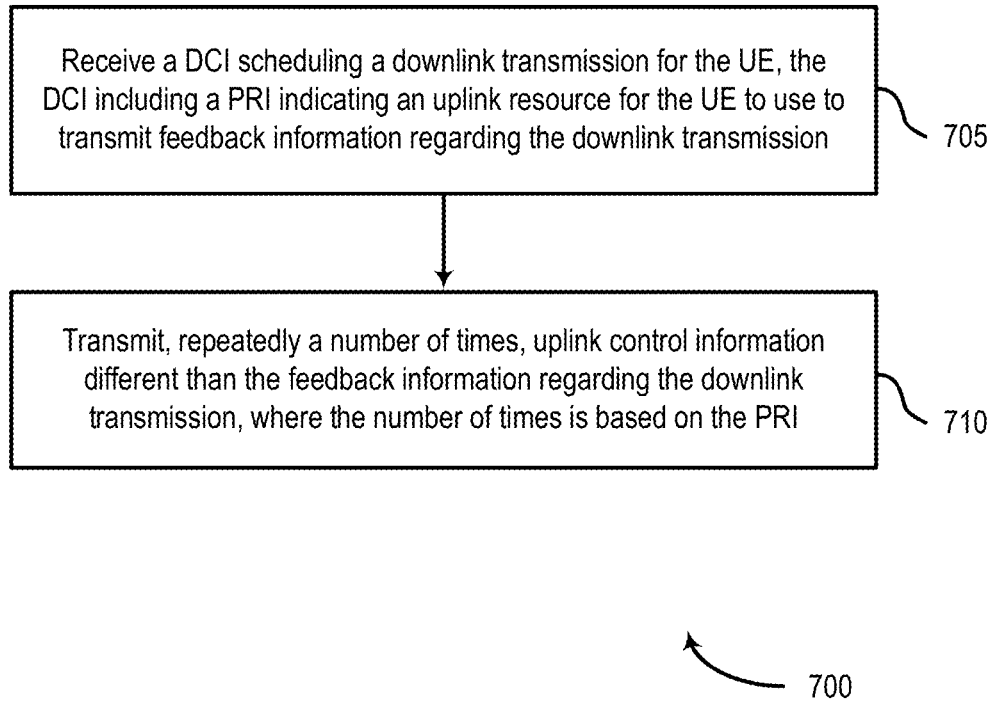 Receive a DCI scheduling a downlink transmission for the UE, the
DCI including a PRI indicating an uplink resource for the UE to use to
transmit feedback information regarding the downlink transmission
705
Transmit, repeatedly a number of times, uplink control information
different than the feedback information regarding the downlink
transmission, where the number of times is based on the PRI
710
700